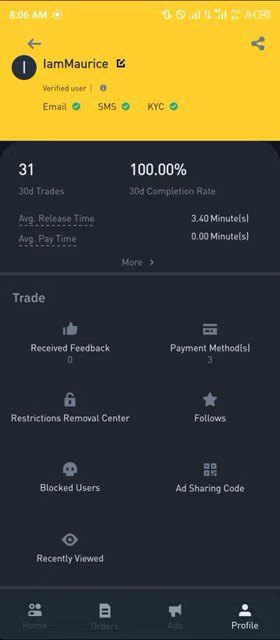 8:06 AM
IamMaurice
Verified user |
Email SMS KYC
31 100.00%
30d Trades 30d Completion Rate
Avg. Release Time 3.40 Minute(s)
Avg. Pay Time 0.00 Minute(s)
More >
Trade
Received Feedback Payment Method(s)
0 3
Restrictions Removal Center Follows
Blocked Users Ad Sharing Code
Recently Viewed
Home Orders Ads Profile